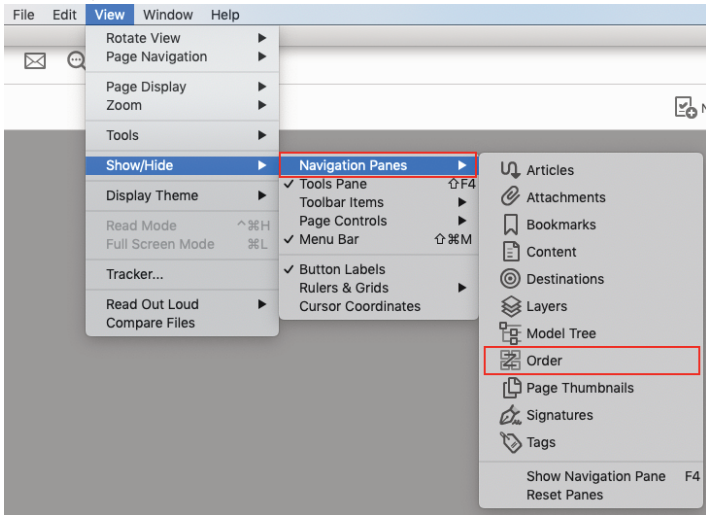 File Edit View Window Help
Rotate View
Page Navigation
Page Display
Zoom
Tools
Show/Hide
Display Theme
Read Mode ^⌘H
Full Screen Mode ⌘L
Tracker...
Read Out Loud
Compare Files
Navigation Panes
✓ Tools Pane ⇧F4
Toolbar Items
Page Controls
✓ Menu Bar ⇧⌘M
✓ Button Labels
Rulers & Grids
Cursor Coordinates
Articles
Attachments
Bookmarks
Content
Destinations
Layers
Model Tree
Order
Page Thumbnails
Signatures
Tags
Show Navigation Pane F4
Reset Panes